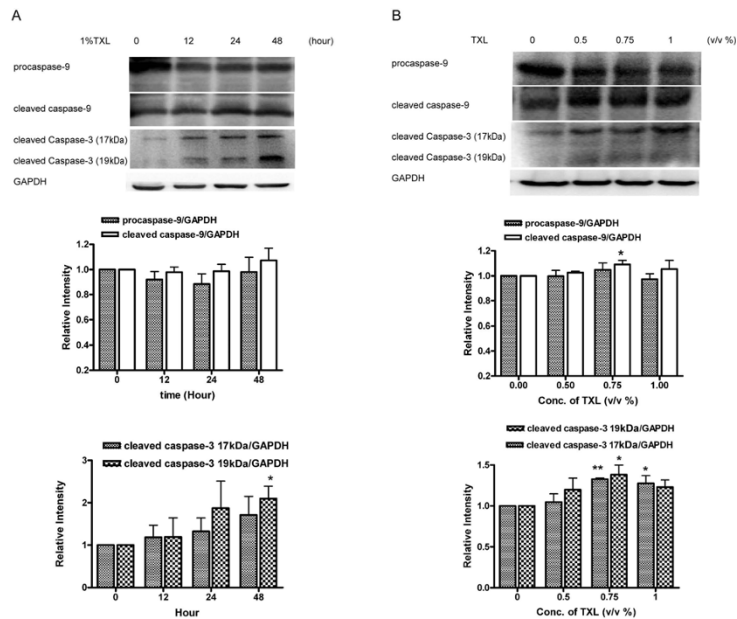 A
1%TXL 0 12 24 48 (hour)
procaspase-9
cleaved caspase-9
cleaved Caspase-3 (17kDa)
cleaved Caspase-3 (19kDa)
GAPDH
procaspase-9/GAPDH
cleaved caspase-9/GAPDH
Relative Intensity
1.2
1.0
0.8
0.6
0.4
0.2
0 12 24 48
time (Hour)
cleaved caspase-3 17kDa/GAPDH
cleaved caspase-3 19kDa/GAPDH
Relative Intensity
3
2
1
0
*
0 12 24 48
Hour
B
TXL 0 0.5 0.75 1 (v/v %)
procaspase-9
cleaved caspase-9
cleaved Caspase-3 (17kDa)
cleaved Caspase-3 (19kDa)
GAPDH
procaspase-9/GAPDH
cleaved caspase-9/GAPDH
Relative Intensity
1.2
1.0
0.8
0.6
0.4
0.2
*
0.00 0.50 0.75 1.00
Conc. of TXL (v/v %)
cleaved caspase-3 19kDa/GAPDH
cleaved caspase-3 17kDa/GAPDH
Relative Intensity
1.5
1.0
0.5
0.0
** * *
0 0.5 0.75 1
Conc. of TXL (v/v %)